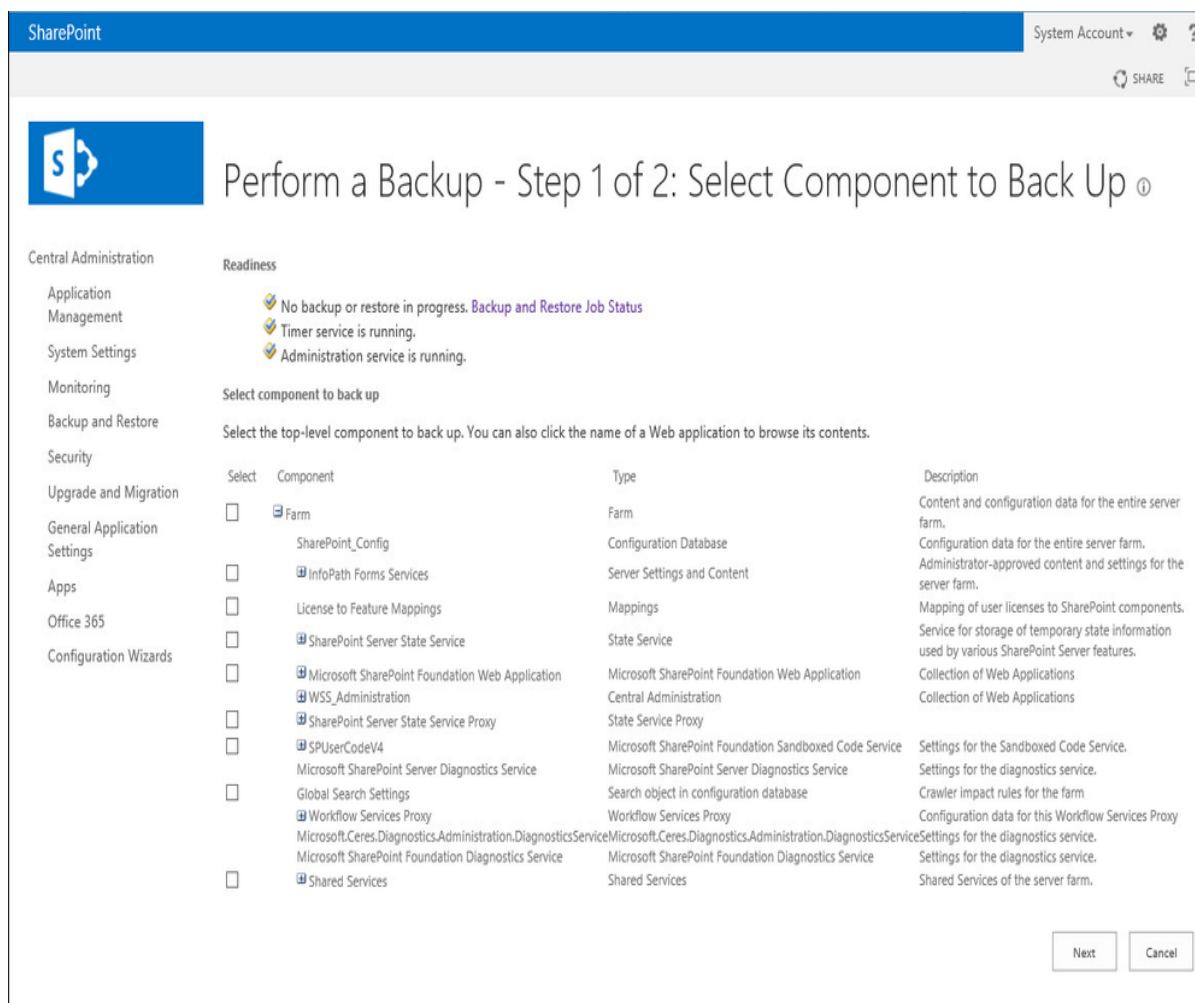 SharePoint
System Account
?
SHARE
S
Perform a Backup - Step 1 of 2: Select Component to Back Up
Central Administration
Application
Management
System Settings
Monitoring
Backup and Restore
Security
Upgrade and Migration
General Application
Settings
Apps
Office 365
Configuration Wizards
Readiness
No backup or restore in progress. Backup and Restore Job Status
Timer service is running.
Administration service is running.
Select component to back up
Select the top-level component to back up. You can also click the name of a Web application to browse its contents.
Select Component Type Description
Farm Farm Content and configuration data for the entire server
farm.
SharePoint_Config Configuration Database Configuration data for the entire server farm.
InfoPath Forms Services Server Settings and Content Administrator-approved content and settings for the
server farm.
License to Feature Mappings Mappings Mapping of user licenses to SharePoint components.
SharePoint Server State Service State Service Service for storage of temporary state information
used by various SharePoint Server features.
Microsoft SharePoint Foundation Web Application Microsoft SharePoint Foundation Web Application Collection of Web Applications
WSS_Administration Central Administration Collection of Web Applications
SharePoint Server State Service Proxy State Service Proxy
SPUserCodeV4 Microsoft SharePoint Foundation Sandboxed Code Service Settings for the Sandboxed Code Service.
Microsoft SharePoint Server Diagnostics Service Microsoft SharePoint Server Diagnostics Service Settings for the diagnostics service.
Global Search Settings Search object in configuration database Crawler impact rules for the farm
Workflow Services Proxy Workflow Services Proxy Configuration data for this Workflow Services Proxy
Microsoft.Ceres.Diagnostics.Administration.DiagnosticsService Microsoft.Ceres.Diagnostics.Administration.DiagnosticsService Settings for the diagnostics service.
Microsoft SharePoint Foundation Diagnostics Service Microsoft SharePoint Foundation Diagnostics Service Settings for the diagnostics service.
Shared Services Shared Services Shared Services of the server farm.
Next Cancel